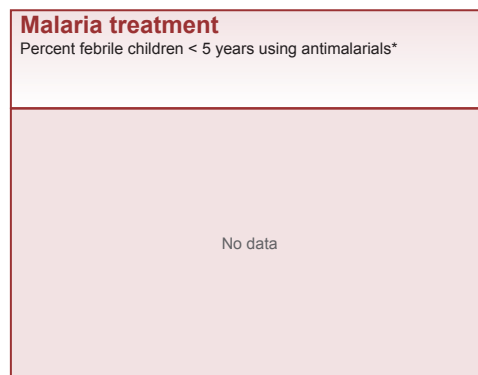 Malaria treatment
Percent febrile children < 5 years using antimalarials*
No data